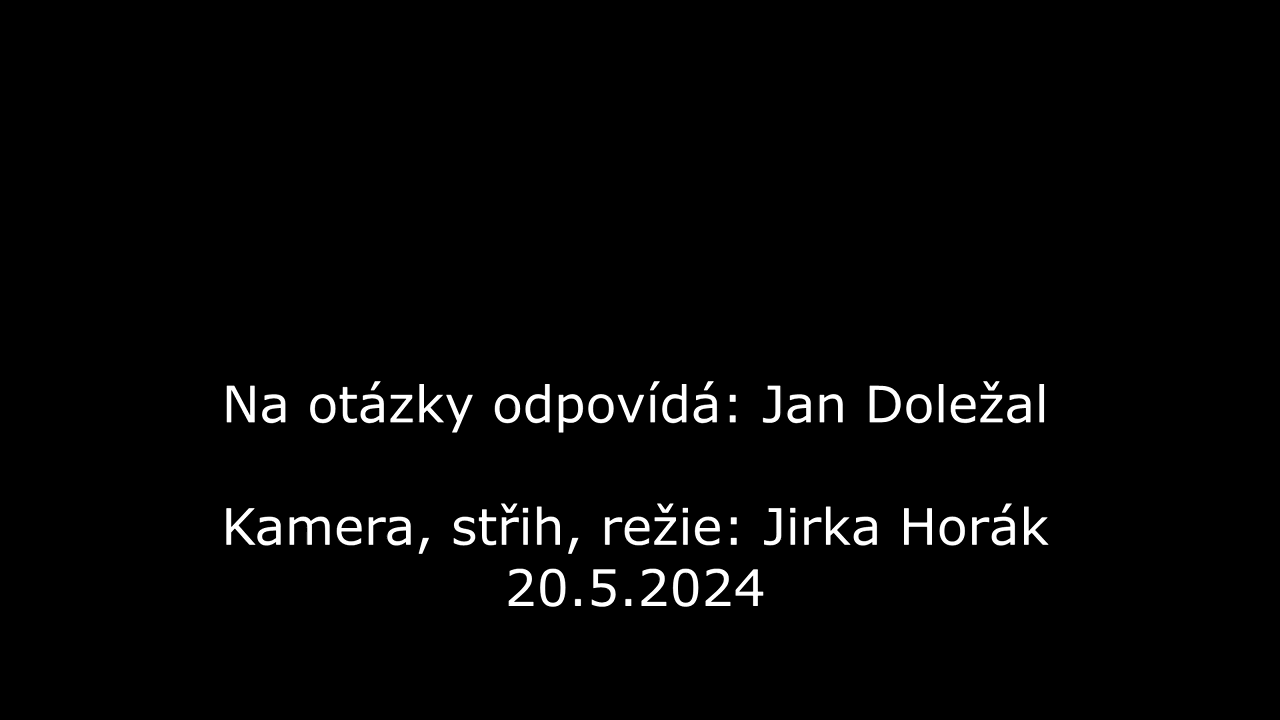 Na otázky odpovídá: Jan Doležal
Kamera, střih, režie: Jirka Horák
20.5.2024